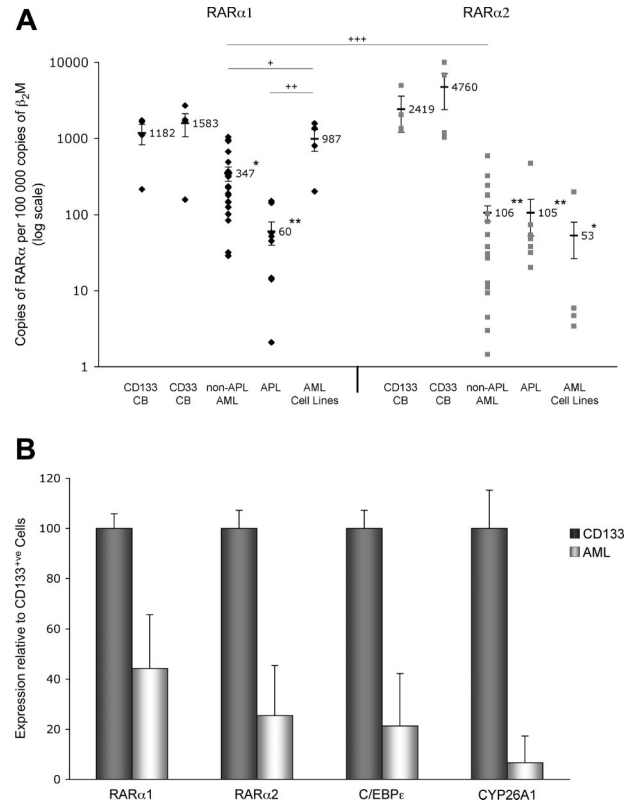 A
RARα1 RARα2
+++
+
++
Copies of RARα per 100 000 copies of β2M
(log scale)
10000
1000
100
10
1
1182
1583
347 *
60 **
987
2419
4760
106 **
105 **
53 *
CD133 CB
CD33 CB
non-APL AML
APL
AML Cell Lines
CD133 CB
CD33 CB
non-APL AML
APL
AML Cell Lines
B
Expression relative to CD133+ve Cells
120
100
80
60
40
20
0
CD133
AML
RARα1 RARα2 C/EBPε CYP26A1